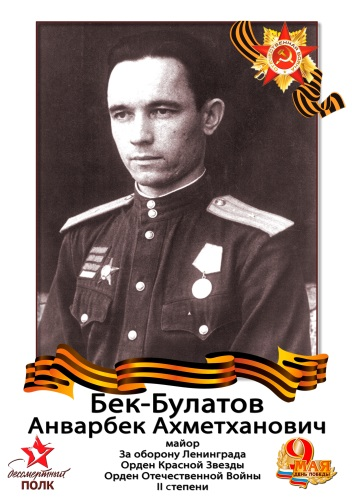 Бек-Булатов
Анварбек Ахметханович
майор
За оборону Ленинграда
Орден Красной Звезды
Орден Отечественной Войны
II степени
бессмертный
ПОЛК
9
МАЯ
ДЕНЬ ПОБЕДЫ